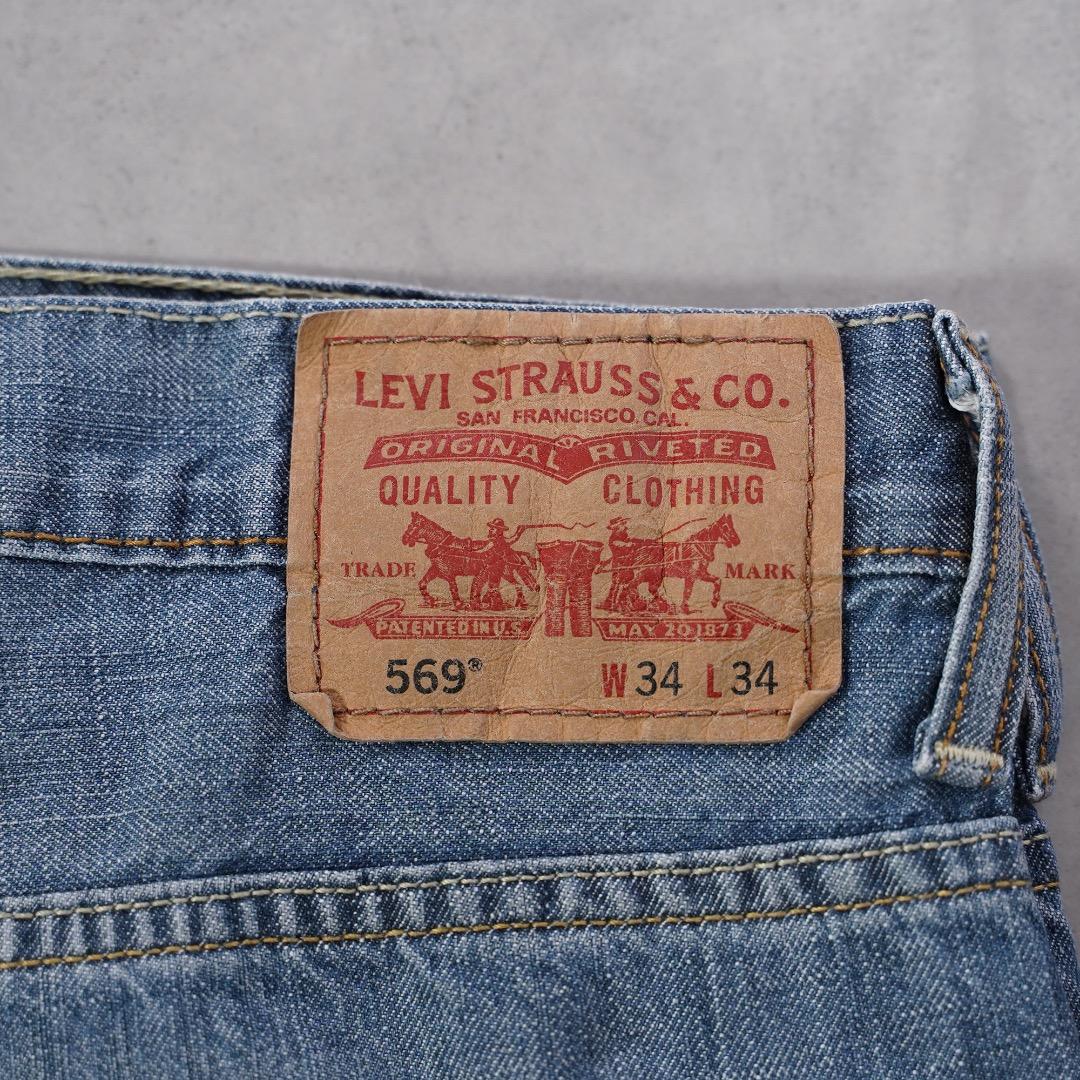 LEVI STRAUSS & CO.
SAN FRANCISCO, CAL.
ORIGINAL RIVETED
QUALITY CLOTHING
TRADE MARK
PATENTED IN U.S. MAY 20 1873
569® W34 L34